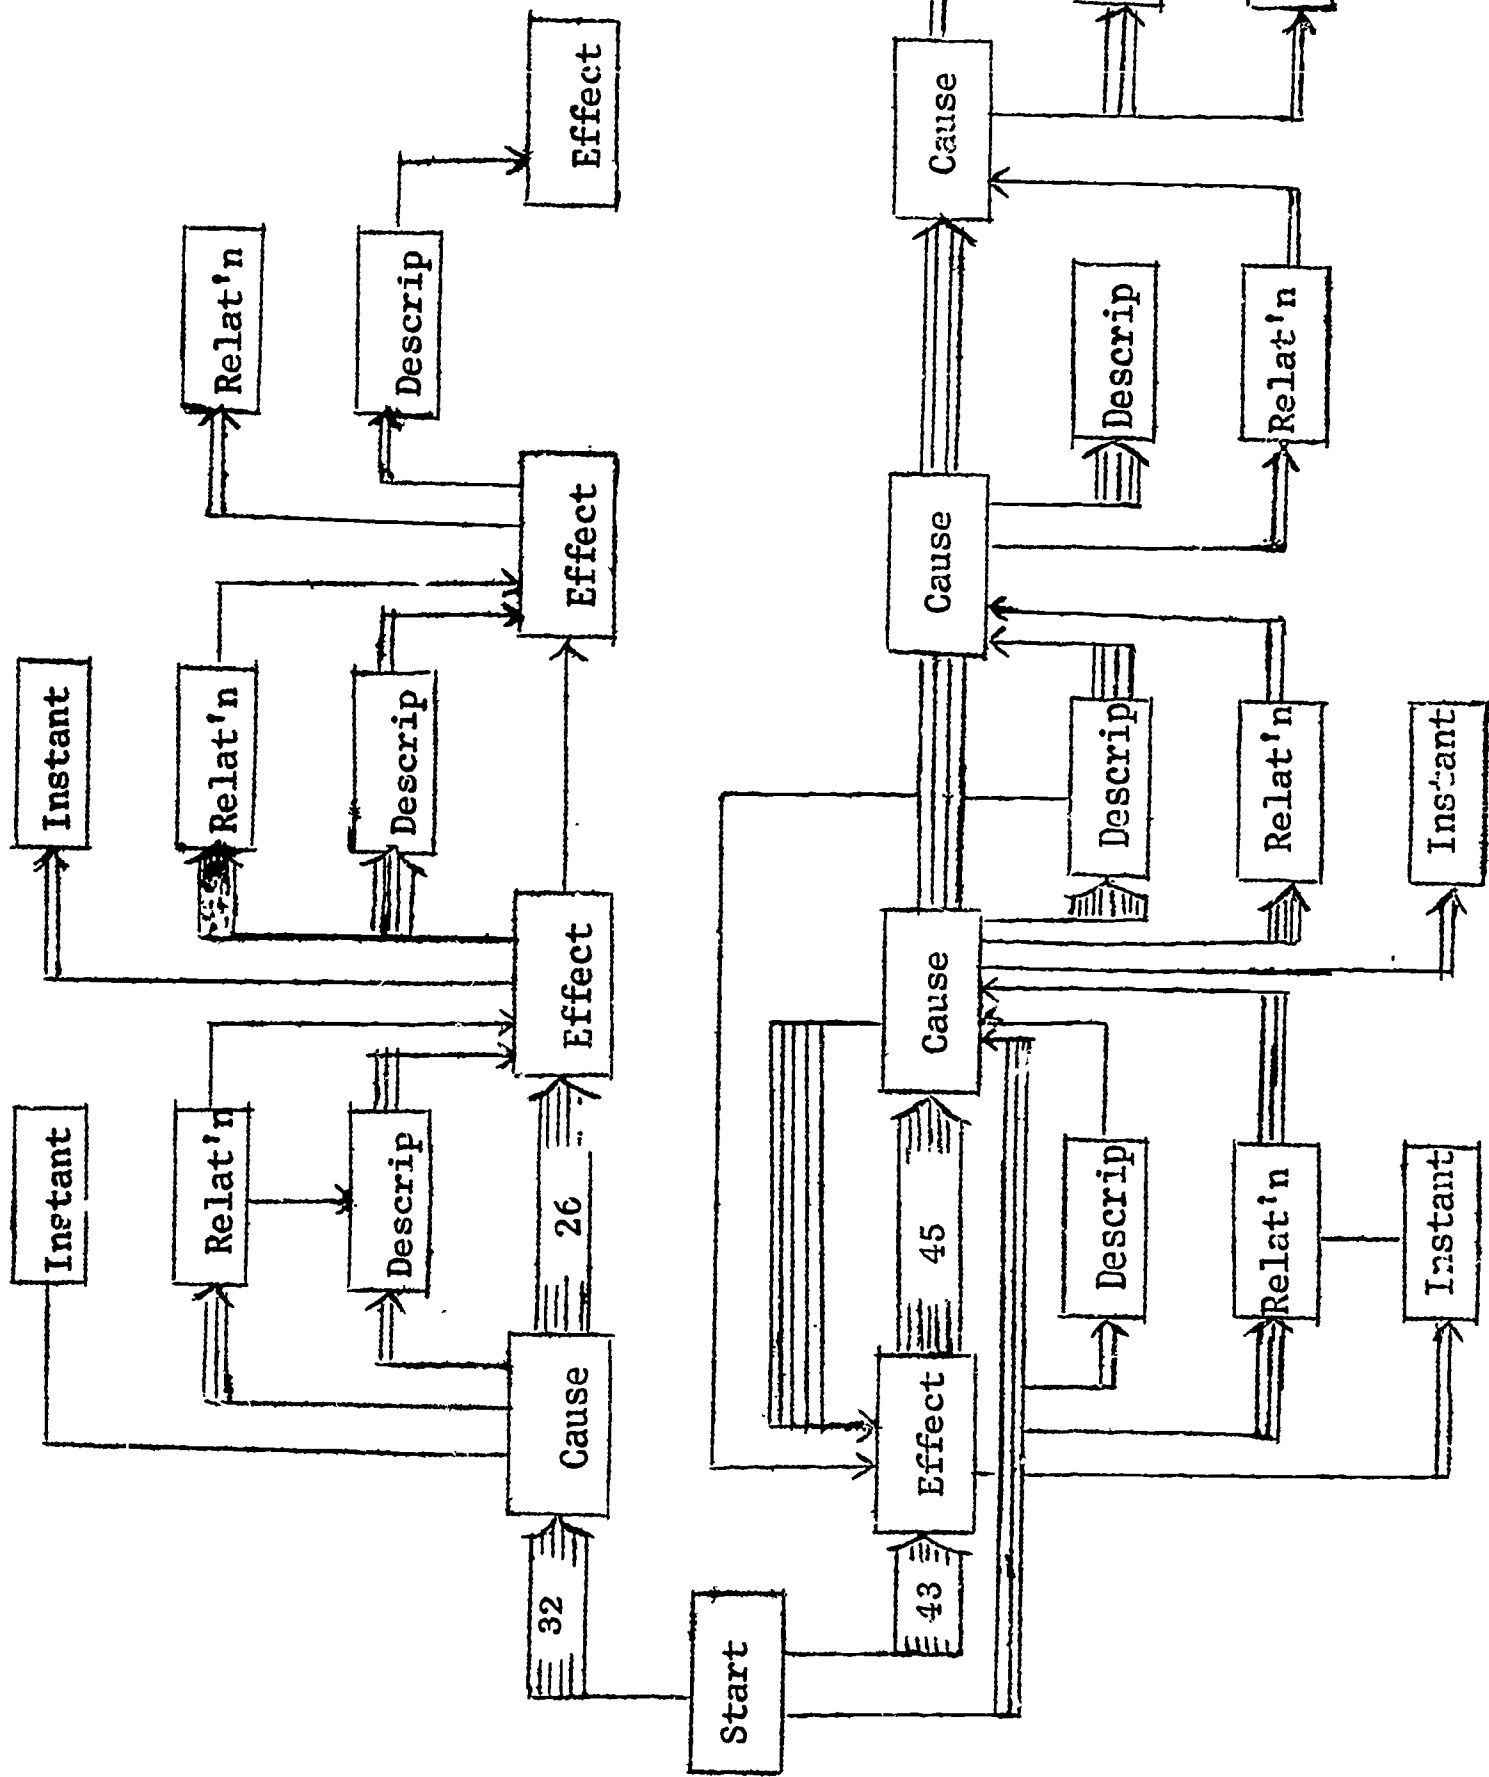 Instant
Instant
Relat'n
Relat'n
Relat'n
Descrip
Descrip
Descrip
32
Cause
26
Effect
Effect
Effect
Start
43
Effect
45
Cause
Cause
Cause
Descrip
Descrip
Descrip
Relat'n
Relat'n
Relat'n
Instant
Instant